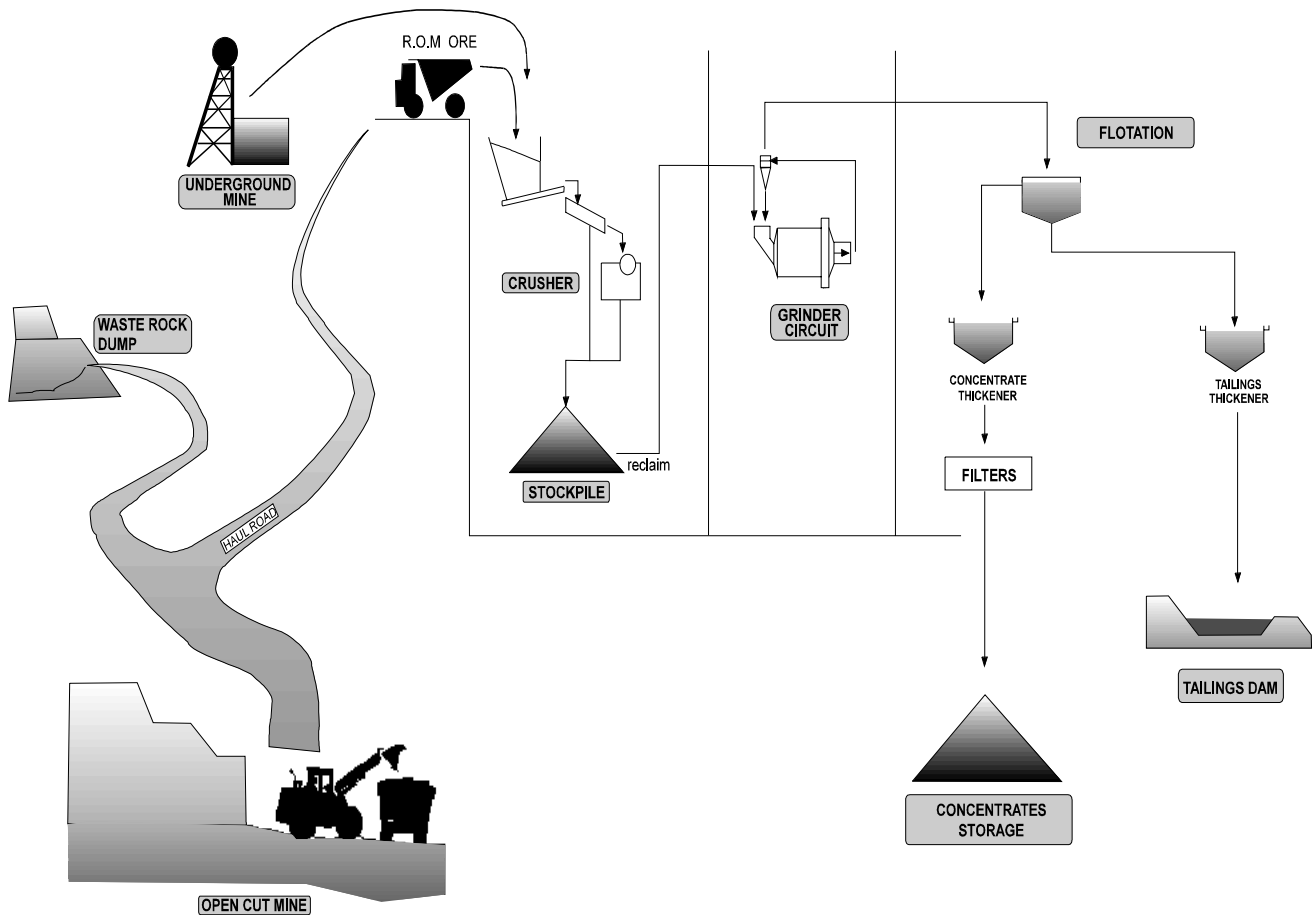 R.O.M ORE
UNDERGROUND
MINE
FLOTATION
CRUSHER
GRINDER
CIRCUIT
WASTE ROCK
DUMP
CONCENTRATE
THICKENER
TAILINGS
THICKENER
reclaim
STOCKPILE
FILTERS
HAUL ROAD
TAILINGS DAM
CONCENTRATES
STORAGE
OPEN CUT MINE